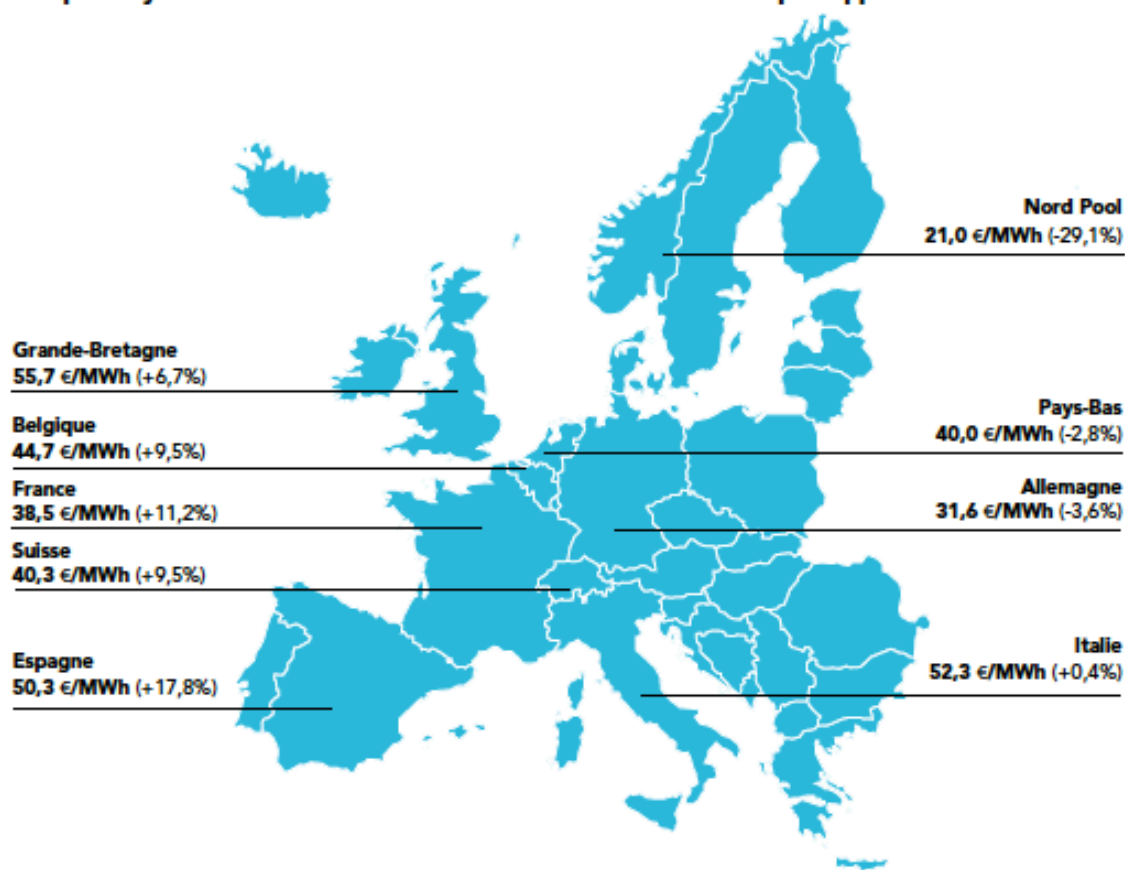 Nord Pool
21,0 €/MWh (-29,1%)
Grande-Bretagne
55,7 €/MWh (+6,7%)
Belgique
44,7 €/MWh (+9,5%)
France
38,5 €/MWh (+11,2%)
Suisse
40,3 €/MWh (+9,5%)
Espagne
50,3 €/MWh (+17,8%)
Pays-Bas
40,0 €/MWh (-2,8%)
Allemagne
31,6 €/MWh (-3,6%)
Italie
52,3 €/MWh (+0,4%)